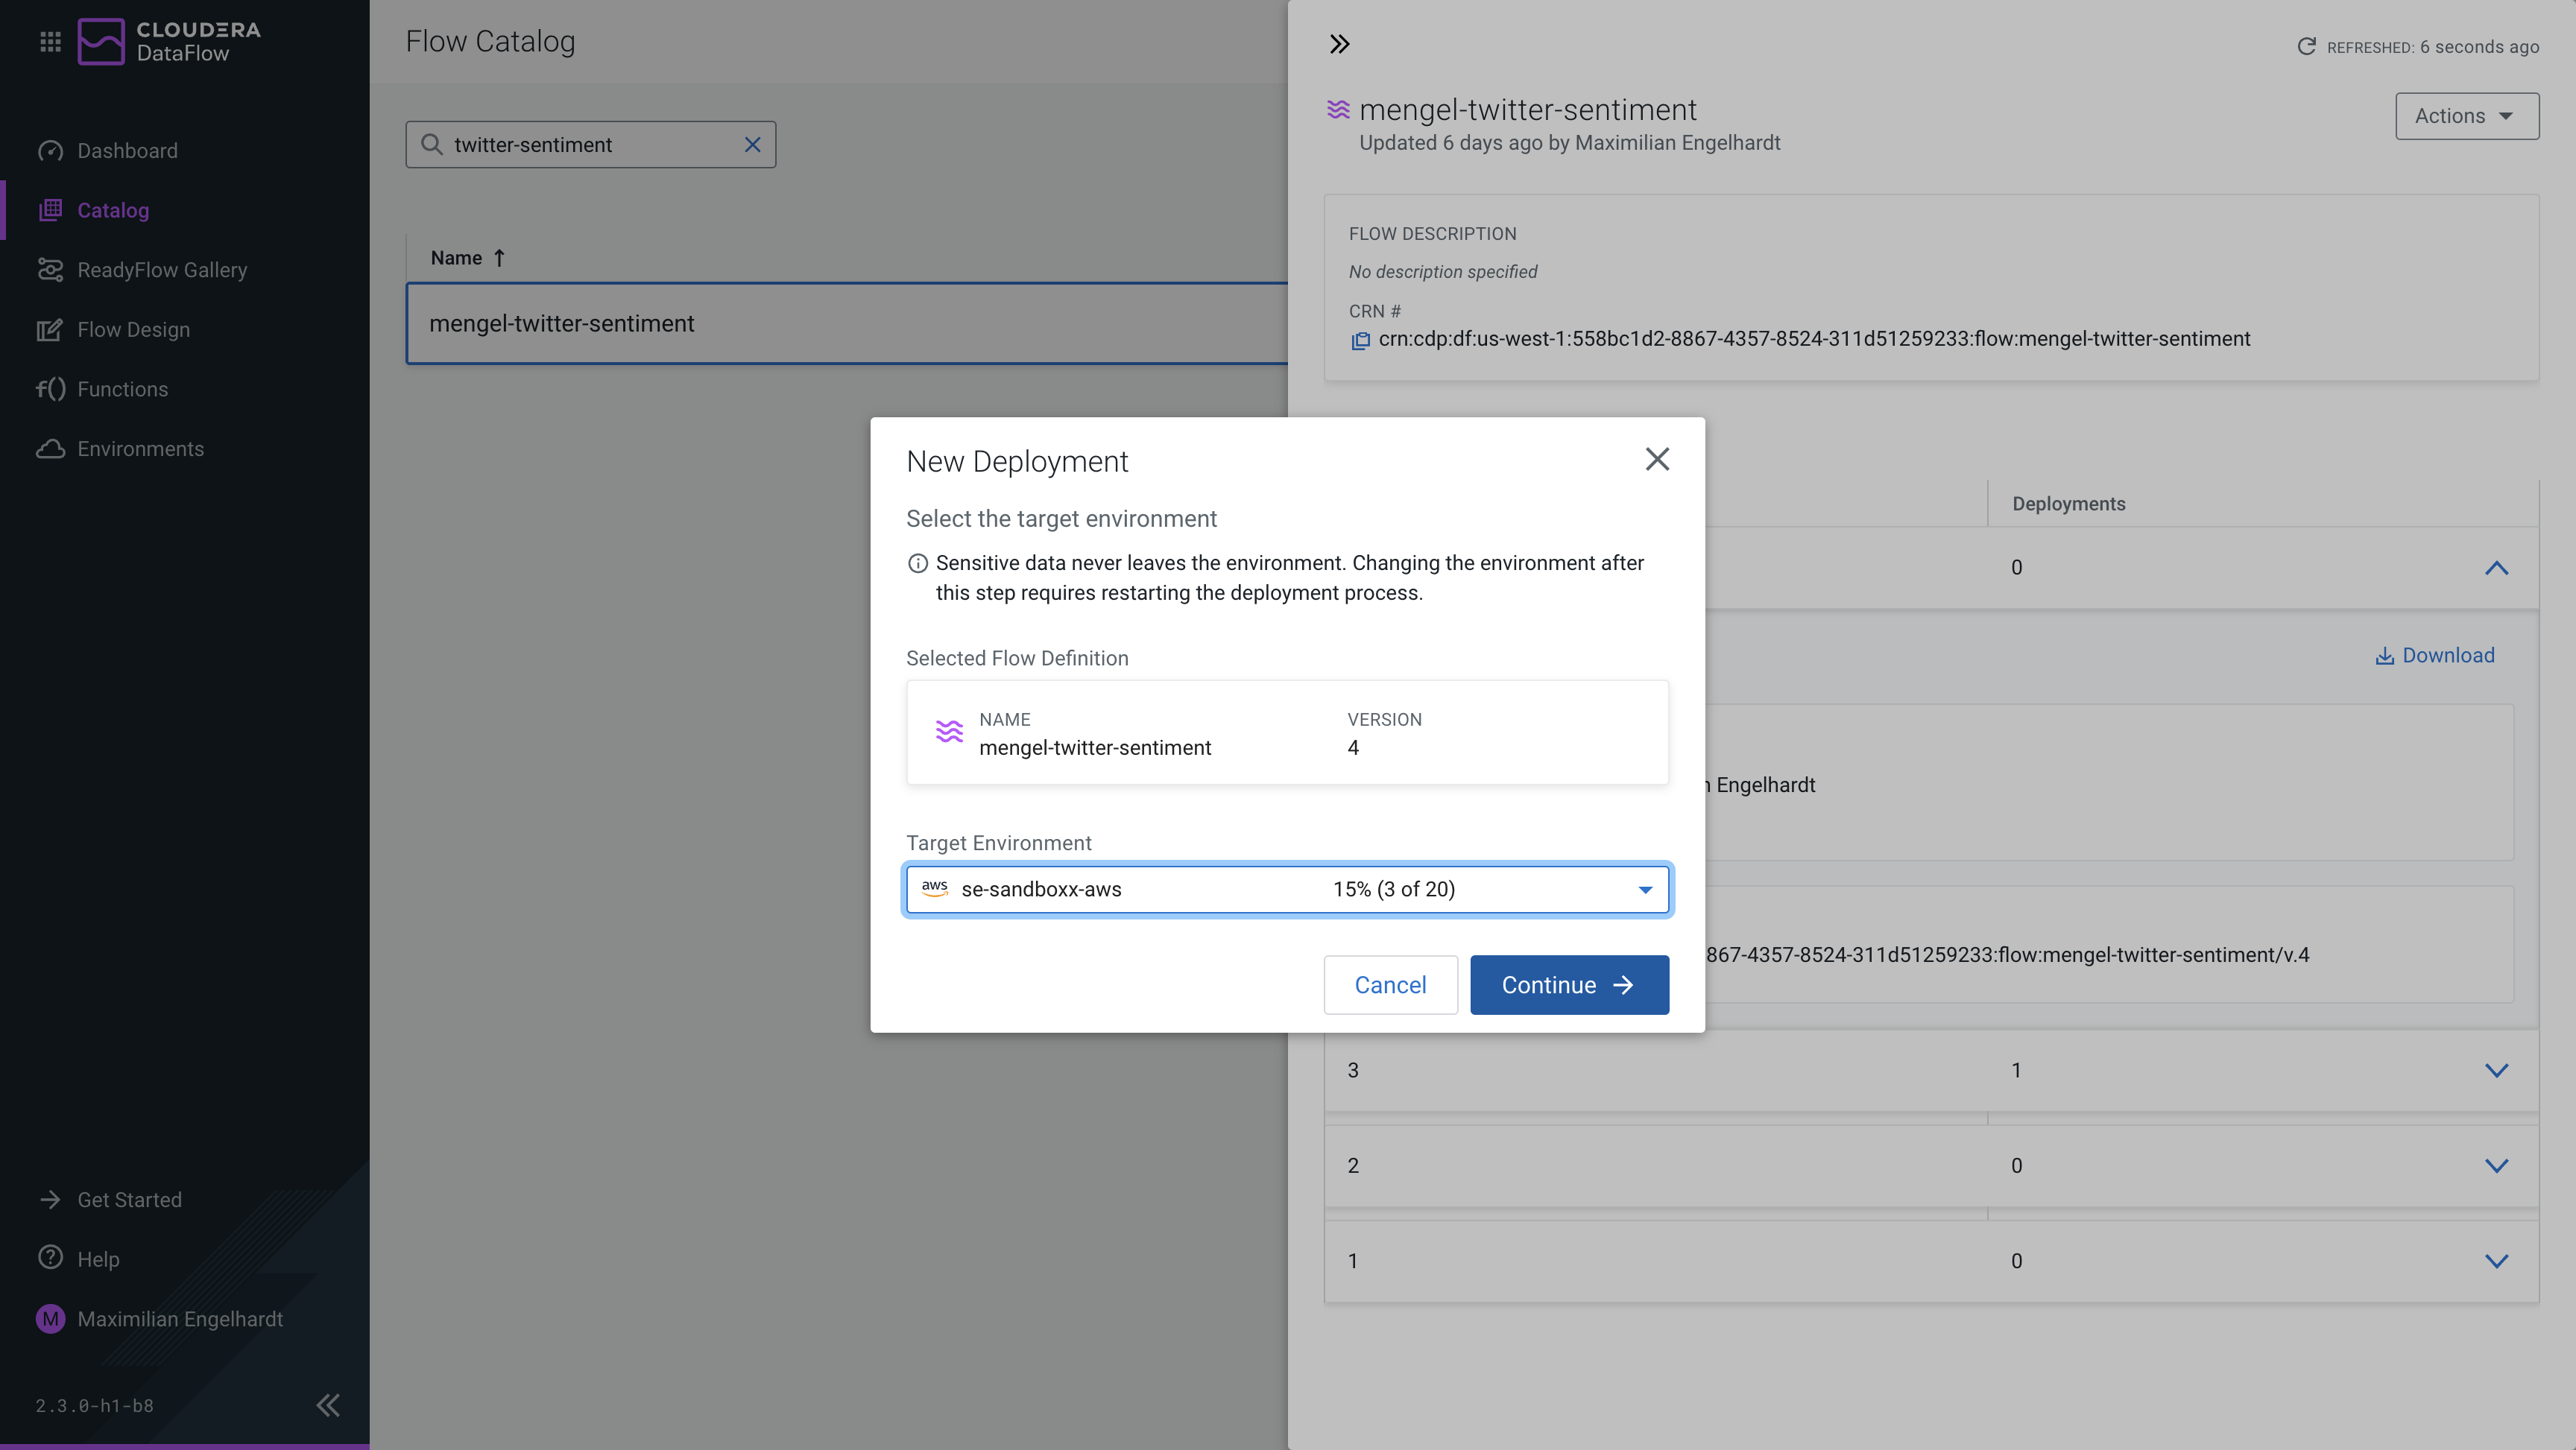 CLOUDERA
DataFlow
Dashboard
Catalog
ReadyFlow Gallery
Flow Design
f() Functions
Environments
Get Started
Help
M Maximilian Engelhardt
2.3.0-h1-b8
Flow Catalog
twitter-sentiment
Name ↑
mengel-twitter-sentiment
REFRESHED: 6 seconds ago
mengel-twitter-sentiment
Updated 6 days ago by Maximilian Engelhardt
Actions
FLOW DESCRIPTION
No description specified
CRN #
crn:cdp:df:us-west-1:558bc1d2-8867-4357-8524-311d51259233:flow:mengel-twitter-sentiment
Deployments
0
Download
n Engelhardt
867-4357-8524-311d51259233:flow:mengel-twitter-sentiment/v.4
3 1
2 0
1 0
New Deployment
Select the target environment
Sensitive data never leaves the environment. Changing the environment after
this step requires restarting the deployment process.
Selected Flow Definition
NAME VERSION
mengel-twitter-sentiment 4
Target Environment
aws se-sandboxx-aws 15% (3 of 20)
Cancel Continue →